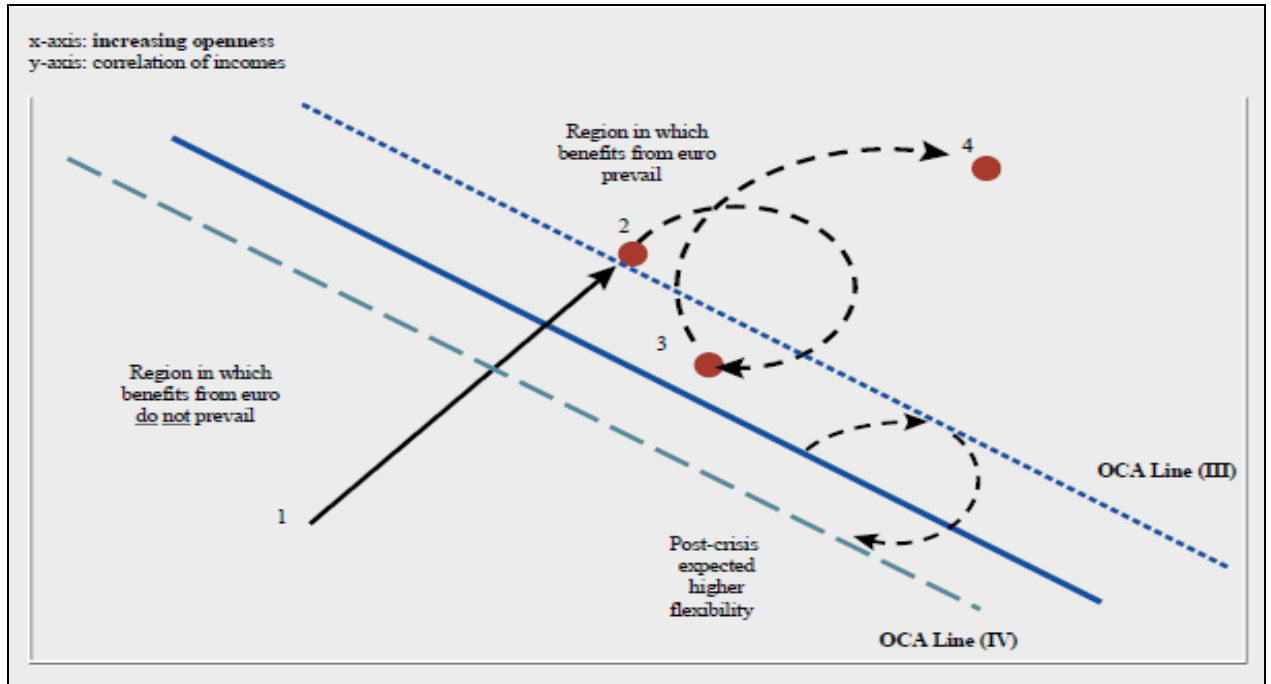 x-axis: increasing openness
y-axis: correlation of incomes
Region in which
benefits from euro
prevail
4
2
3
Region in which
benefits from euro
do not prevail
1
OCA Line (III)
Post-crisis
expected
higher
flexibility
OCA Line (IV)